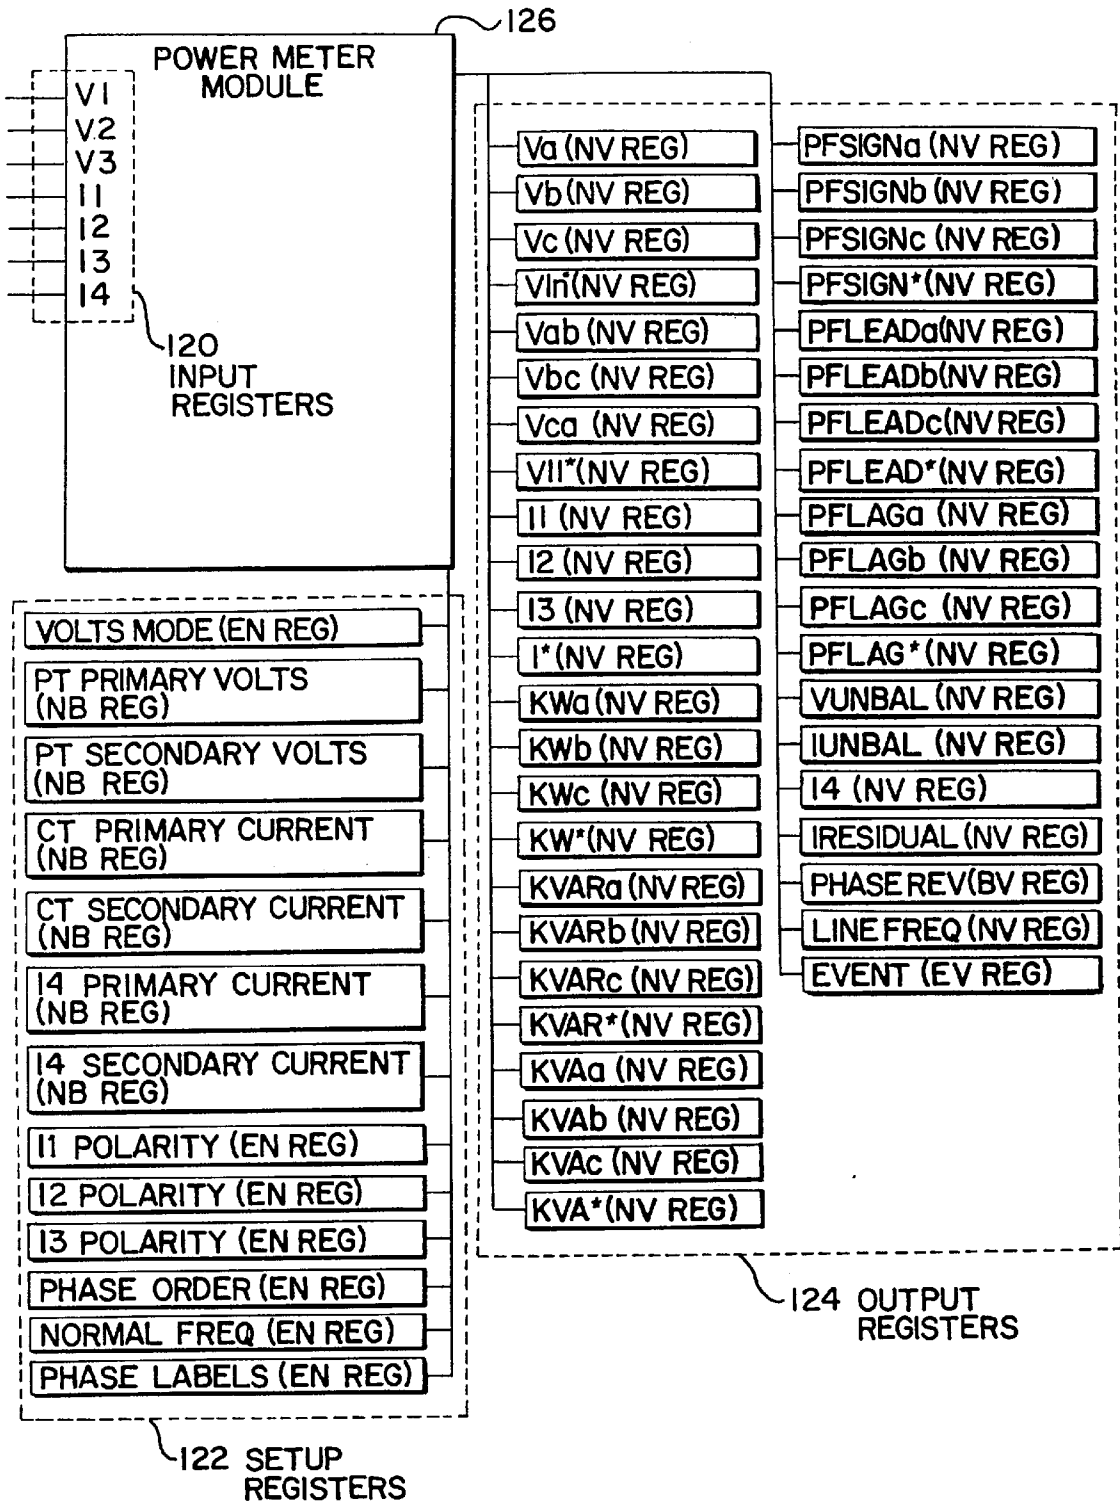 126
POWER METER
MODULE
V1
V2
V3
I1
I2
I3
I4
120
INPUT
REGISTERS
VOLTS MODE (EN REG)
PT PRIMARY VOLTS
(NB REG)
PT SECONDARY VOLTS
(NB REG)
CT PRIMARY CURRENT
(NB REG)
CT SECONDARY CURRENT
(NB REG)
I4 PRIMARY CURRENT
(NB REG)
I4 SECONDARY CURRENT
(NB REG)
I1 POLARITY (EN REG)
I2 POLARITY (EN REG)
I3 POLARITY (EN REG)
PHASE ORDER (EN REG)
NORMAL FREQ (EN REG)
PHASE LABELS (EN REG)
122 SETUP
REGISTERS
Va (NV REG)
Vb (NV REG)
Vc (NV REG)
Vln (NV REG)
Vab (NV REG)
Vbc (NV REG)
Vca (NV REG)
Vll* (NV REG)
I1 (NV REG)
I2 (NV REG)
I3 (NV REG)
I* (NV REG)
KWa (NV REG)
KWb (NV REG)
KWc (NV REG)
KW* (NV REG)
KVARa (NV REG)
KVARb (NV REG)
KVARc (NV REG)
KVAR* (NV REG)
KVAa (NV REG)
KVAb (NV REG)
KVAc (NV REG)
KVA* (NV REG)
PFSIGNa (NV REG)
PFSIGNb (NV REG)
PFSIGNc (NV REG)
PFSIGN* (NV REG)
PFLEADa (NV REG)
PFLEADb (NV REG)
PFLEADc (NV REG)
PFLEAD* (NV REG)
PFLAGa (NV REG)
PFLAGb (NV REG)
PFLAGc (NV REG)
PFLAG* (NV REG)
VUNBAL (NV REG)
IUNBAL (NV REG)
I4 (NV REG)
IRESIDUAL (NV REG)
PHASE REV (BV REG)
LINE FREQ (NV REG)
EVENT (EV REG)
124 OUTPUT
REGISTERS